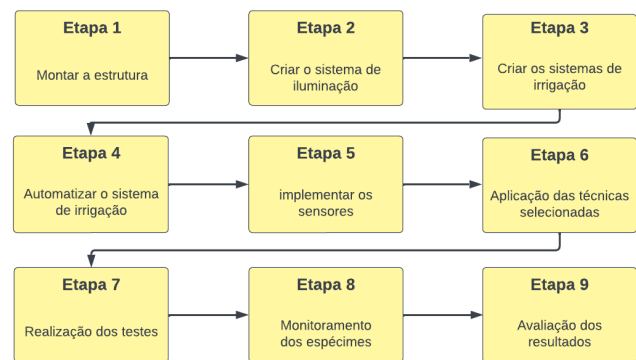 Etapa 1
Montar a estrutura
Etapa 2
Criar o sistema de
iluminação
Etapa 3
Criar os sistemas de
irrigação
Etapa 4
Automatizar o sistema
de irrigação
Etapa 5
implementar os
sensores
Etapa 6
Aplicação das técnicas
selecionadas
Etapa 7
Realização dos testes
Etapa 8
Monitoramento
dos espécimes
Etapa 9
Avaliação dos
resultados